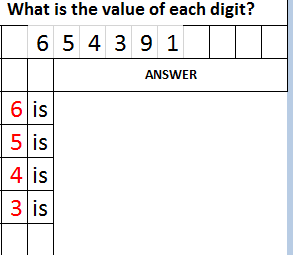 What is the value of each digit?
6 5 4 3 9 1
ANSWER
6 is
5 is
4 is
3 is